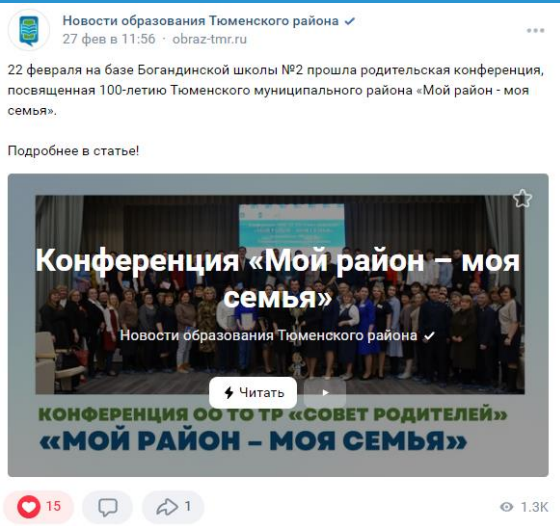 Новости образования Тюменского района
27 фев в 11:56 · obraz-tmr.ru
22 февраля на базе Богандинской школы №2 прошла родительская конференция,
посвященная 100-летию Тюменского муниципального района «Мой район - моя
семья».
Подробнее в статье!
Конференция «Мой район – моя
семья»
Новости образования Тюменского района
Читать
КОНФЕРЕНЦИЯ ОО ТО ТР «СОВЕТ РОДИТЕЛЕЙ»
«МОЙ РАЙОН – МОЯ СЕМЬЯ»
15
1
1.3K